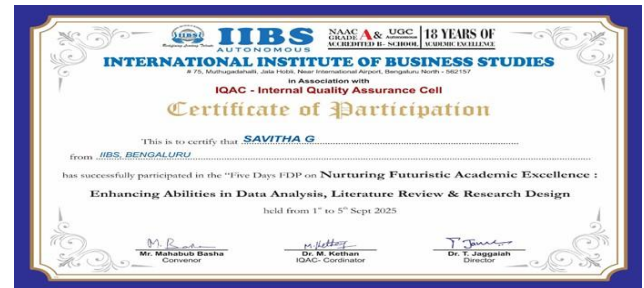 IIBS
AUTONOMOUS
NAAC GRADE A & UGC
ACCREDITED B- SCHOOL
18 YEARS OF
ACADEMIC EXCELLENCE
INTERNATIONAL INSTITUTE OF BUSINESS STUDIES
# 75, Muthugadahalli, Jala Hobli, Near International Airport, Bengaluru North - 562157
in Association with
IQAC - Internal Quality Assurance Cell
Certificate of Participation
This is to certify that SAVITHA G
from IIBS, BENGALURU
has successfully participated in the "Five Days FDP on Nurturing Futuristic Academic Excellence :
Enhancing Abilities in Data Analysis, Literature Review & Research Design
held from 1st to 5th Sept 2025
Mr. Mahabub Basha
Convenor
Dr. M. Kethan
IQAC- Cordinator
Dr. T. Jaggaiah
Director